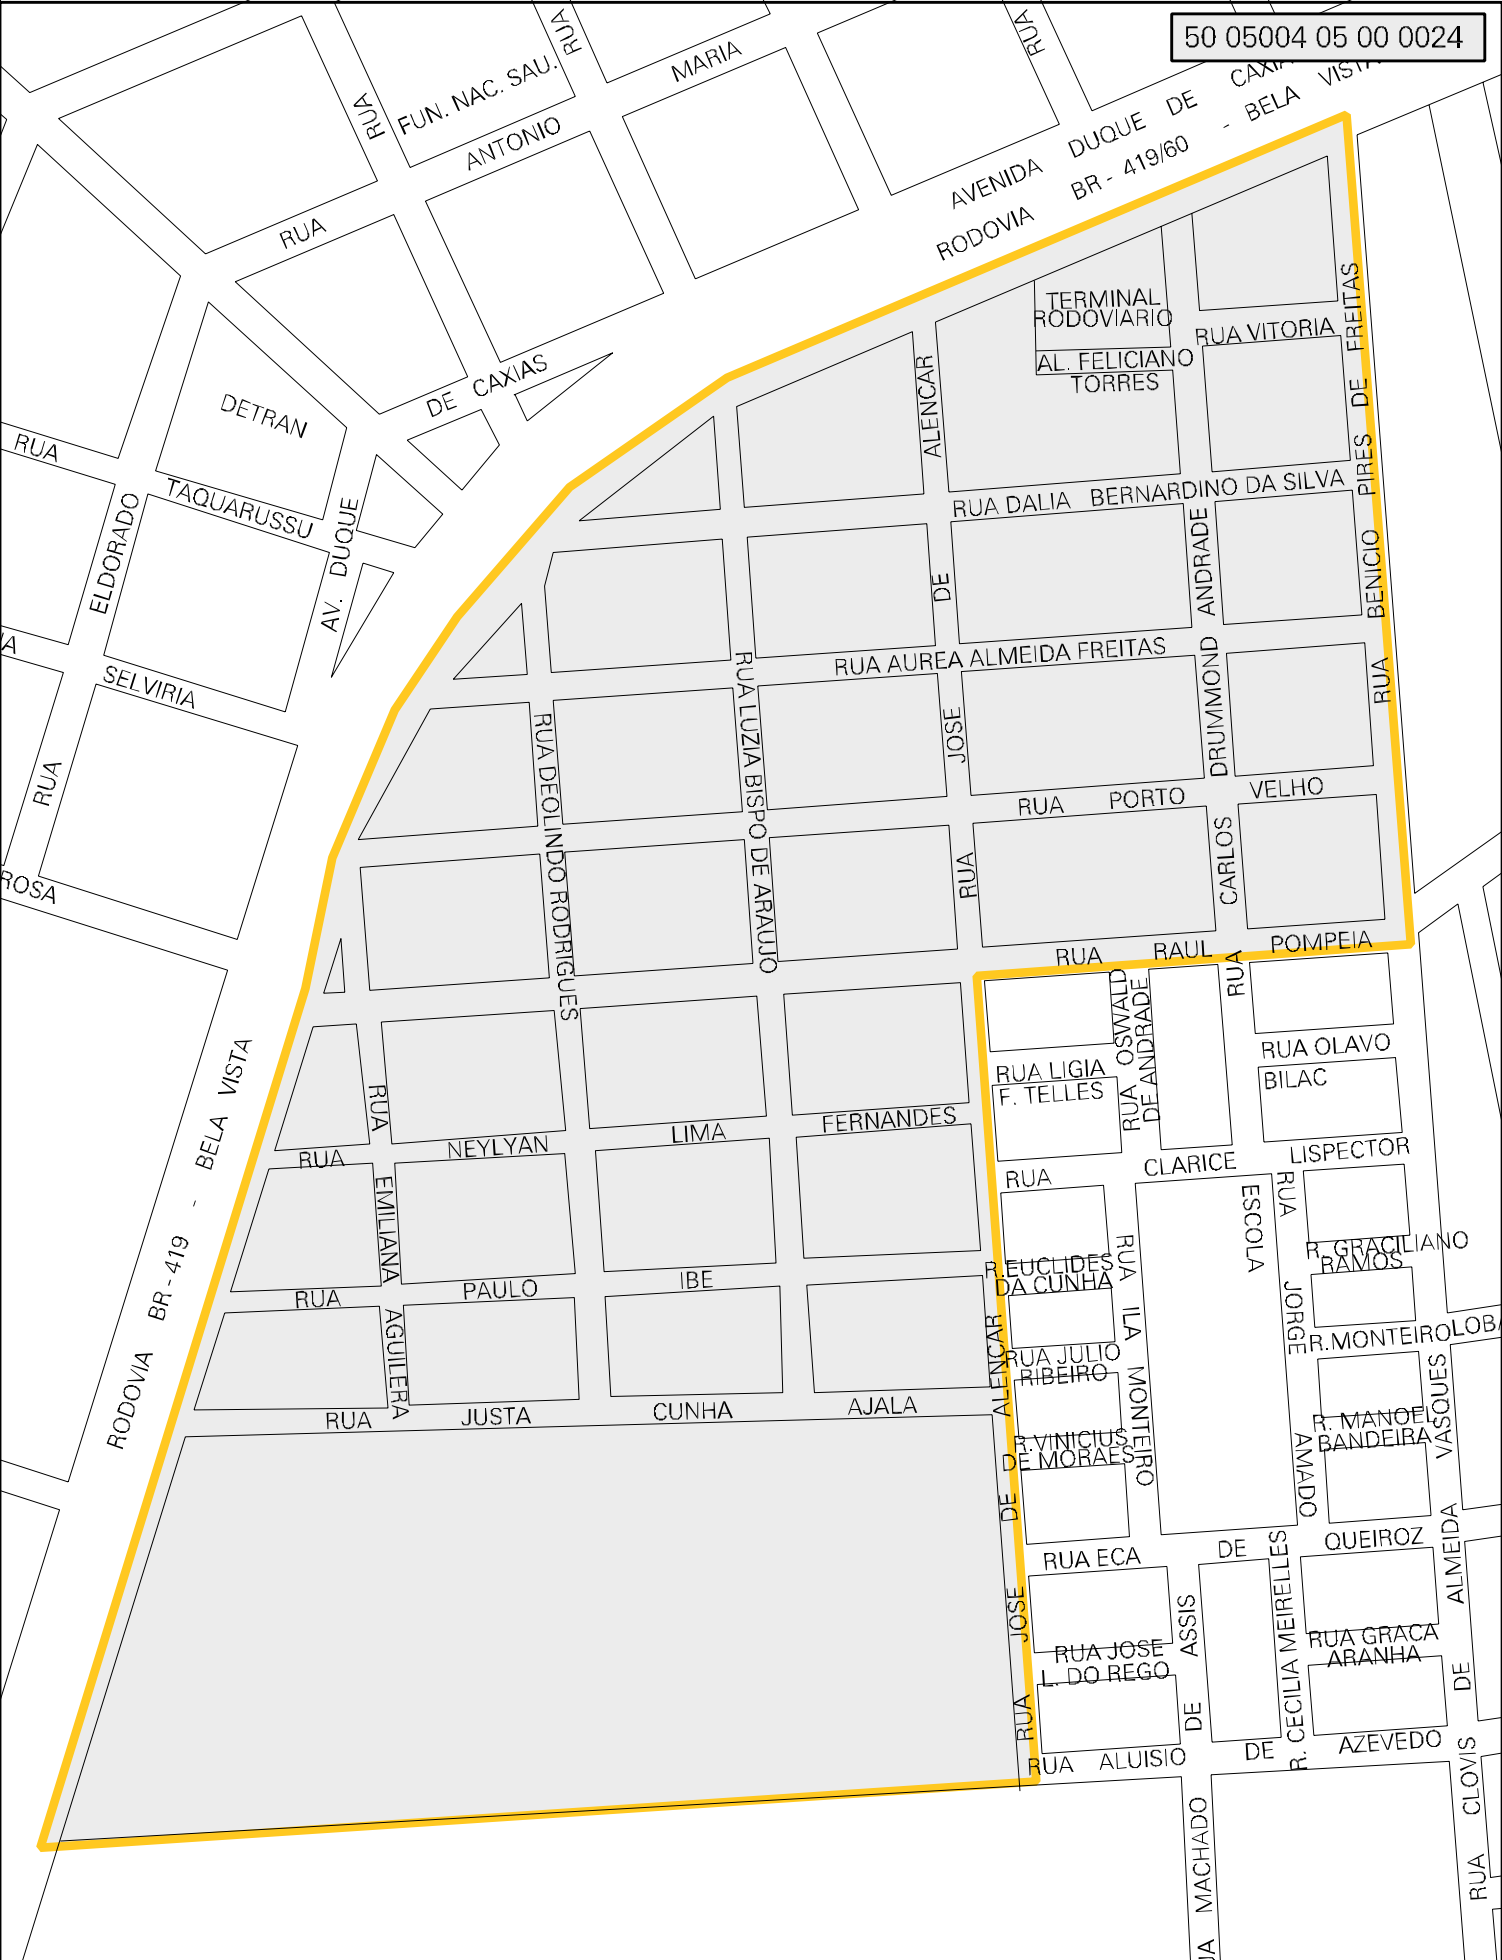 50 05004 05 00 0024
RUA
RUA
RUA
FUN. NAC. SAU.
MARIA
ANTONIO
RUA
RUA
AVENIDA DUQUE DE
RODOVIA BR - 419/60 - BELA VISTA
DE CAXIAS
DETRAN
RUA
TAQUARUSSU
ELDORADO
AV. DUQUE
SELVIRIA
RUA
ROSA
TERMINAL
RODOVIARIO
RUA VITORIA
AL. FELICIANO
TORRES
ALENCAR
RUA DALIA BERNARDINO DA SILVA
RUA BENICIO PIRES DE FREITAS
DE
ANDRADE
RUA AUREA ALMEIDA FREITAS
DRUMMOND
JOSE
RUA LUZIA BISPO DE ARAUJO
RUA DEOLINDO RODRIGUES
RUA PORTO VELHO
CARLOS
RUA
RUA RAUL POMPEIA
RUA
RUA OSWALD
DE ANDRADE
RUA OLAVO
BILAC
RUA LIGIA
F. TELLES
RODOVIA BR - 419 - BELA VISTA
RUA
EMILIANA
AGUILERA
RUA NEYLYAN LIMA FERNANDES
RUA CLARICE LISPECTOR
ESCOLA
RUA JORGE AMADO
R. GRACILIANO
RAMOS
R.EUCLIDES
DA CUNHA
RUA ILA MONTEIRO
RUA PAULO IBE
R.MONTEIRO
RUA JULIO
RIBEIRO
RUA JUSTA CUNHA AJALA
R. MANOEL
BANDEIRA
R.VINICIUS
DE MORAES
RUA JOSE DE ALENCAR
RUA ECA DE QUEIROZ
RUA GRACA
ARANHA
RUA JOSE
L. DO REGO
R. CECILIA MEIRELLES
RUA ALUISIO DE AZEVEDO
MACHADO DE ASSIS
RUA CLOVIS DE ALMEIDA VASQUES